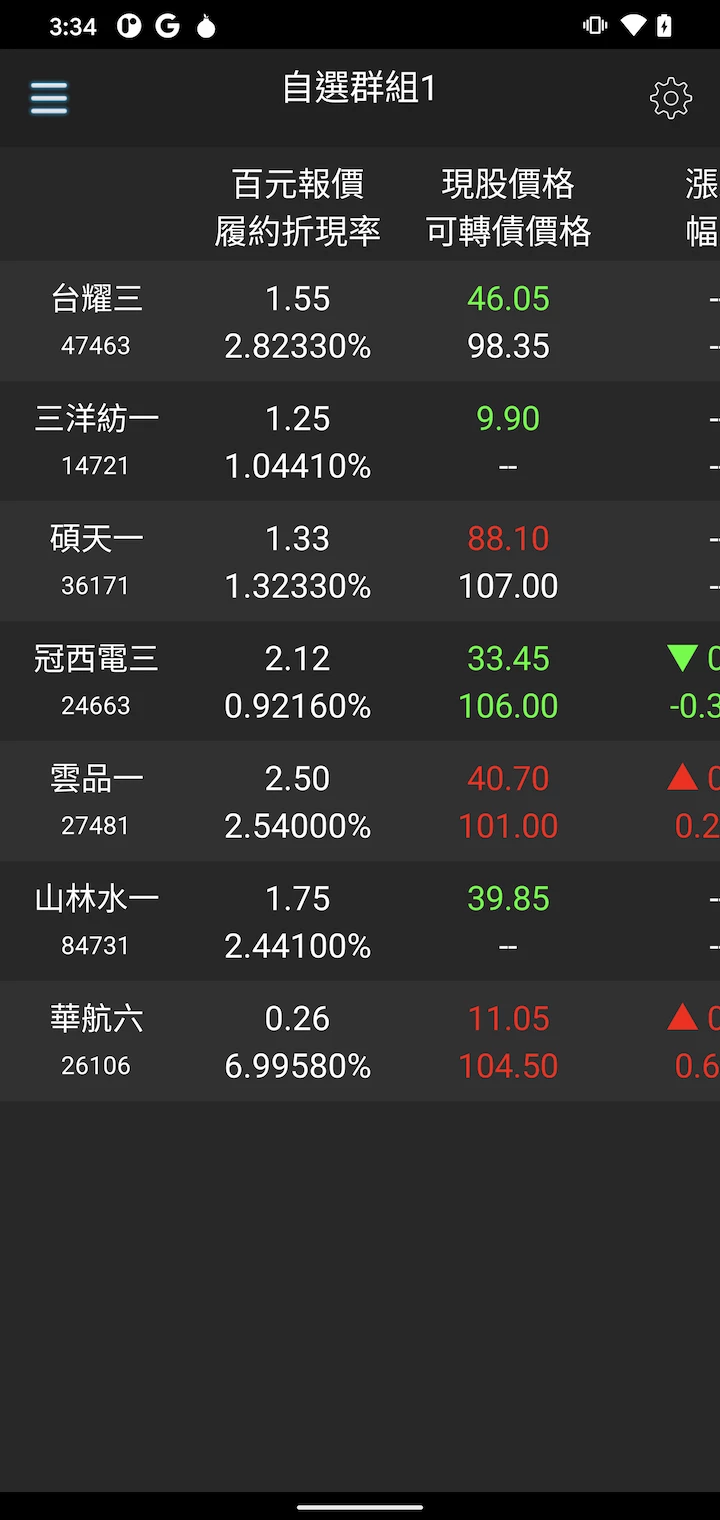 3:34
自選群組1
百元報價 現股價格 漲
履約折現率 可轉債價格 幅
台耀三 1.55 46.05 --
47463 2.82330% 98.35 --
三洋紡一 1.25 9.90 --
14721 1.04410% -- --
碩天一 1.33 88.10 --
36171 1.32330% 107.00 --
冠西電三 2.12 33.45 ▼ 0
24663 0.92160% 106.00 -0.3
雲品一 2.50 40.70 ▲ 0
27481 2.54000% 101.00 0.2
山林水一 1.75 39.85 --
84731 2.44100% -- --
華航六 0.26 11.05 ▲ 0
26106 6.99580% 104.50 0.6